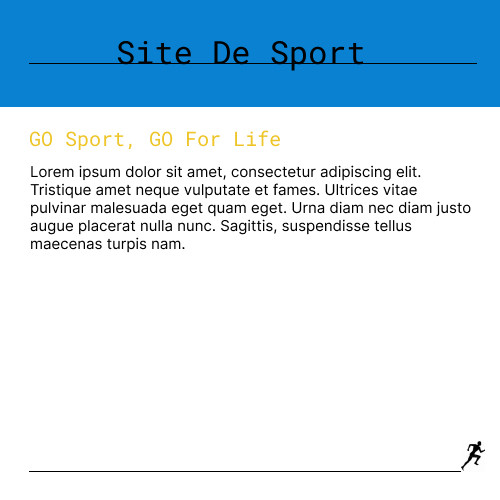 Site De Sport
GO Sport, GO For Life
Lorem ipsum dolor sit amet, consectetur adipiscing elit.
Tristique amet neque vulputate et fames. Ultrices vitae
pulvinar malesuada eget quam eget. Urna diam nec diam justo
augue placerat nulla nunc. Sagittis, suspendisse tellus
maecenas turpis nam.